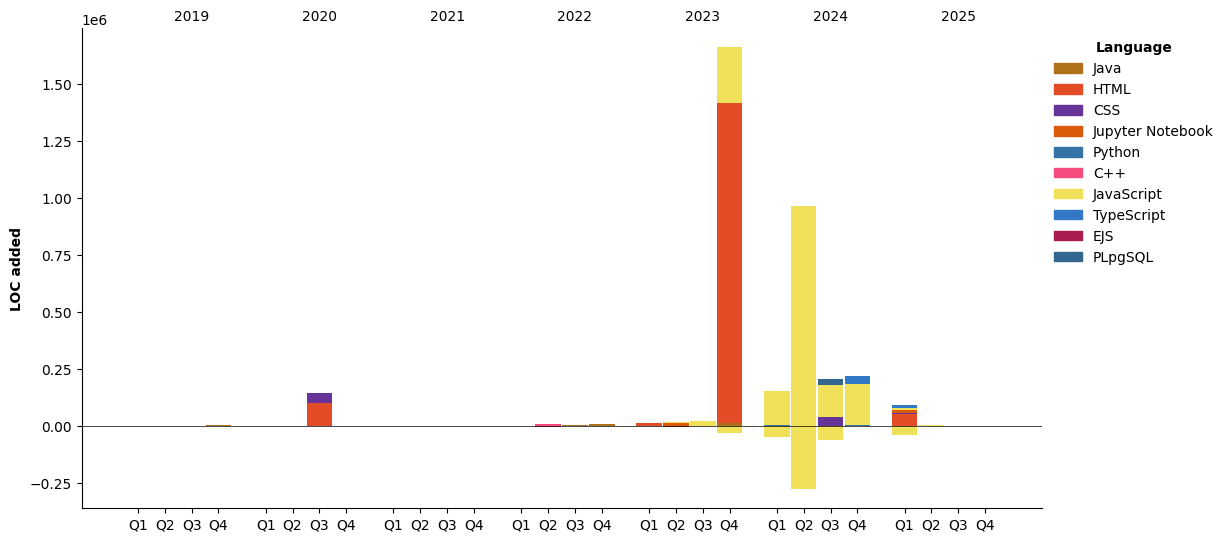 1e6
2019 2020 2021 2022 2023 2024 2025
Language
Java
HTML
CSS
Jupyter Notebook
Python
C++
JavaScript
TypeScript
EJS
PLpgSQL
LOC added
1.50
1.25
1.00
0.75
0.50
0.25
0.00
−0.25
Q1 Q2 Q3 Q4 Q1 Q2 Q3 Q4 Q1 Q2 Q3 Q4 Q1 Q2 Q3 Q4 Q1 Q2 Q3 Q4 Q1 Q2 Q3 Q4 Q1 Q2 Q3 Q4